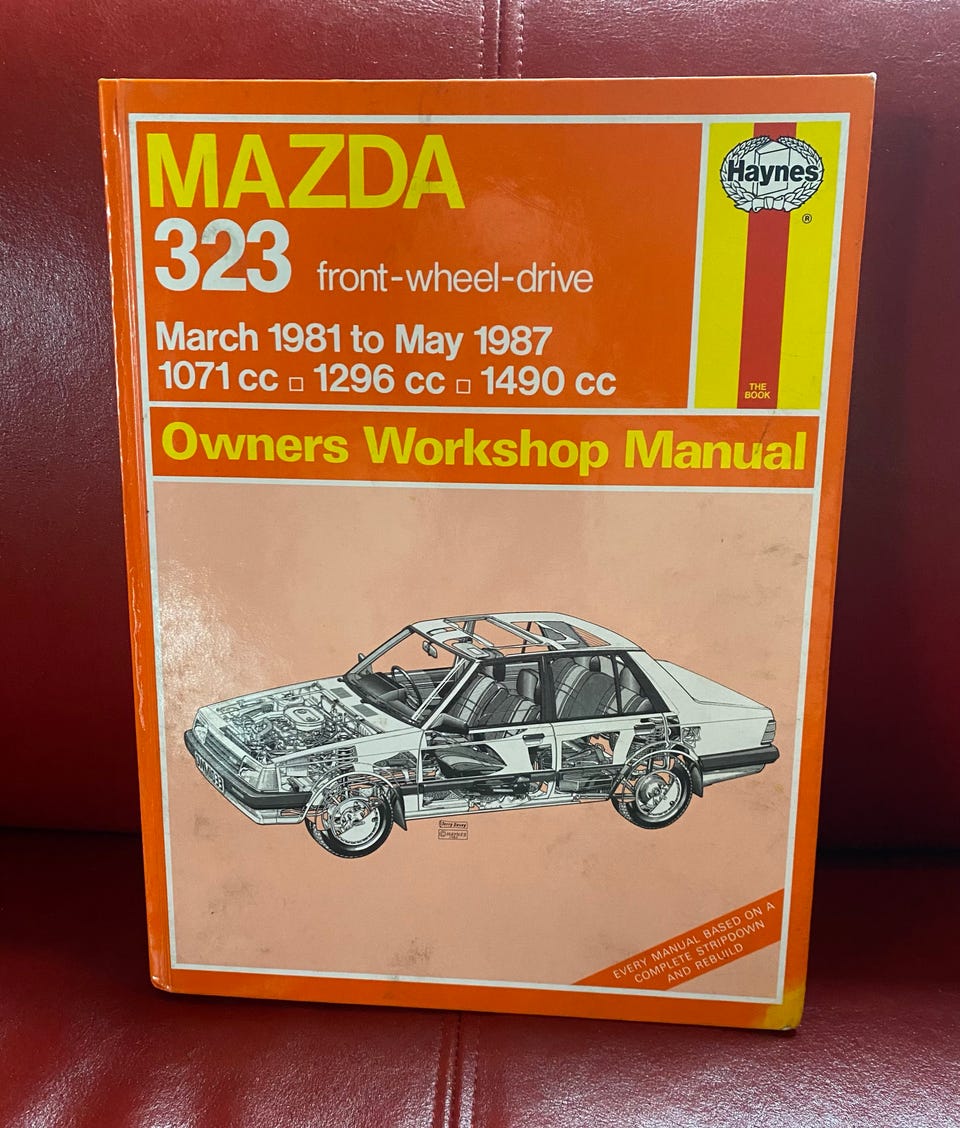 MAZDA
323 front-wheel-drive
March 1981 to May 1987
1071 cc □ 1296 cc □ 1490 cc
Haynes
®
THE
BOOK
Owners Workshop Manual
© HAYNES
EVERY MANUAL BASED ON A
COMPLETE STRIPDOWN
AND REBUILD